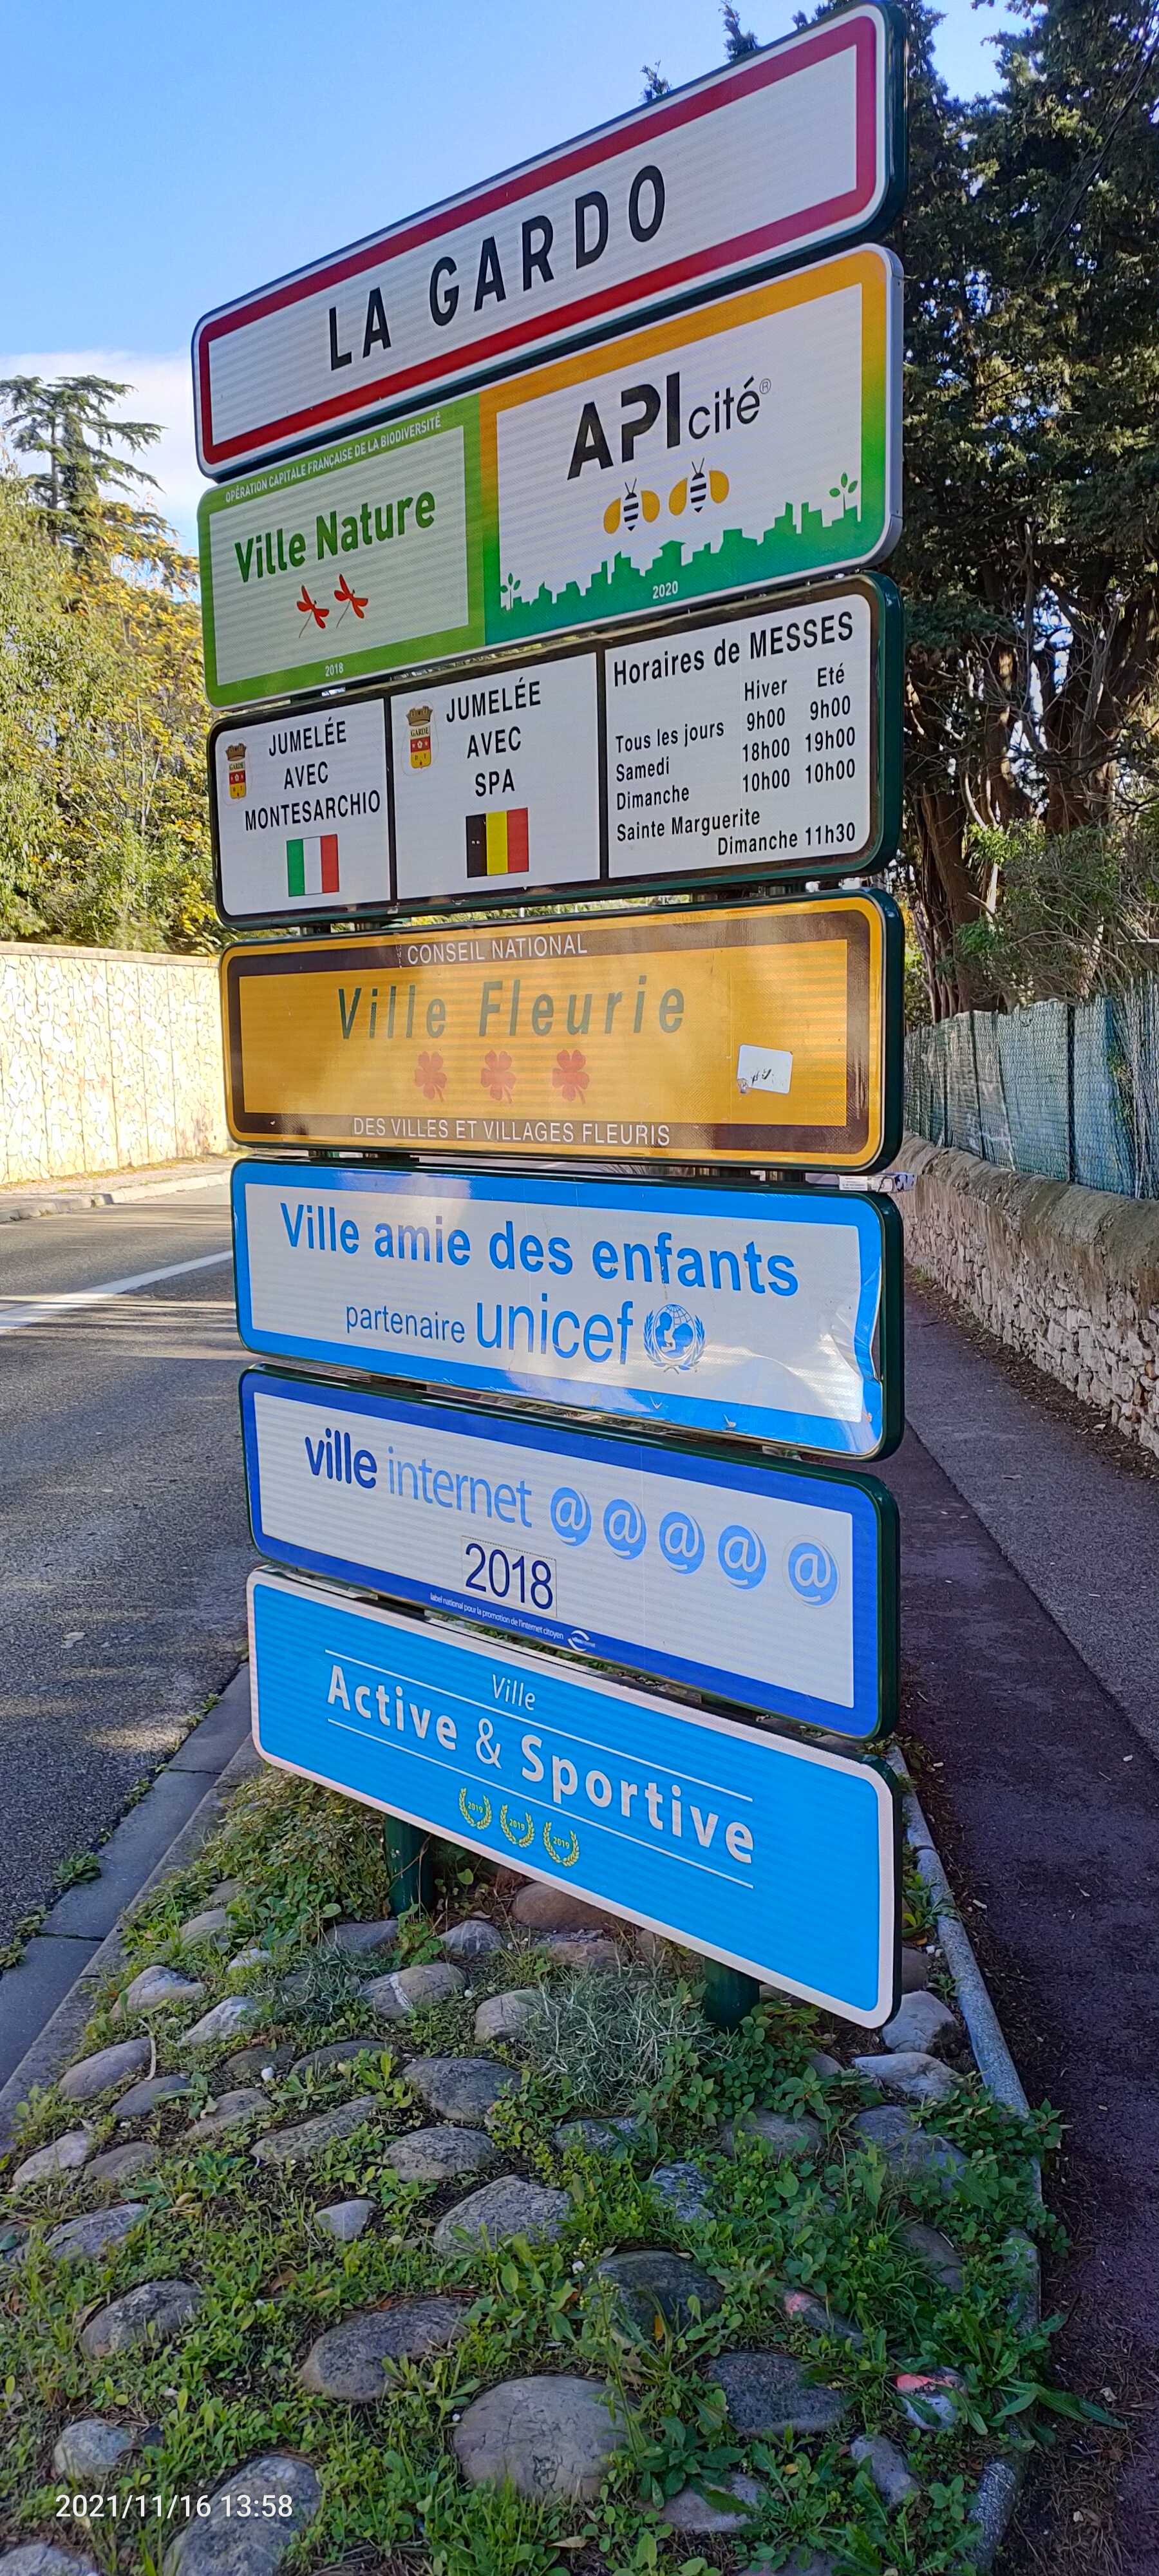 LA GARDO
OPÉRATION CAPITALE FRANÇAISE DE LA BIODIVERSITÉ
Ville Nature
2018
APIcité®
2020
JUMELÉE
AVEC
MONTESARCHIO
GARDE
JUMELÉE
AVEC
SPA
GARDE
Horaires de MESSES
Hiver Eté
Tous les jours 9h00 9h00
Samedi 18h00 19h00
Dimanche 10h00 10h00
Sainte Marguerite
Dimanche 11h30
CONSEIL NATIONAL
Ville Fleurie
DES VILLES ET VILLAGES FLEURIS
Ville amie des enfants
partenaire unicef
ville internet @ @ @ @ @
2018
label national pour la promotion de l'internet citoyen
Ville
Active & Sportive
2019 2019 2019
2021/11/16 13:58